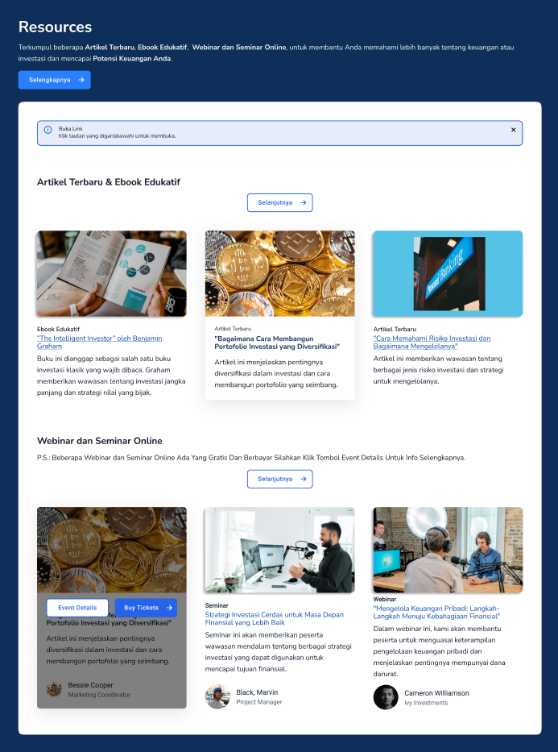 Resources
Terkumpul beberapa Artikel Terbaru, Ebook Edukatif, Webinar dan Seminar Online, untuk membantu Anda memahami lebih banyak tentang keuangan atau
investasi dan mencapai Potensi Keuangan Anda.
Selengkapnya →
Buka Link
Klik tautan yang digarisbawahi untuk membuka.
Artikel Terbaru & Ebook Edukatif
Selanjutnya →
Ebook Edukatif
"The Intelligent Investor" oleh Benjamin
Graham
Buku ini dianggap sebagai salah satu buku
investasi klasik yang wajib dibaca. Graham
memberikan wawasan tentang investasi jangka
panjang dan strategi nilai yang bijak.
Artikel Terbaru
"Bagaimana Cara Membangun
Portofolio Investasi yang Diversifikasi"
Artikel ini menjelaskan pentingnya
diversifikasi dalam investasi dan cara
membangun portofolio yang seimbang.
Artikel Terbaru
"Cara Memahami Risiko Investasi dan
Bagaimana Mengelolanya"
Artikel ini memberikan wawasan tentang
berbagai jenis risiko investasi dan strategi
untuk mengelolanya.
Webinar dan Seminar Online
P.S.: Beberapa Webinar dan Seminar Online Ada Yang Gratis Dan Berbayar Silahkan Klik Tombol Event Details Untuk Info Selengkapnya.
Selanjutnya →
Event Details
Buy Tickets →
Portofolio Investasi yang Diversifikasi"
Artikel ini menjelaskan pentingnya
diversifikasi dalam investasi dan cara
membangun portofolio yang seimbang.
Bessie Cooper
Marketing Coordinator
Seminar
Strategi Investasi Cerdas untuk Masa Depan
Finansial yang Lebih Baik
Seminar ini akan memberikan peserta
wawasan mendalam tentang berbagai strategi
investasi yang dapat digunakan untuk
mencapai tujuan finansial.
Black, Marvin
Project Manager
Webinar
"Mengelola Keuangan Pribadi: Langkah-
Langkah Menuju Kebahagiaan Finansial"
Dalam webinar ini, kami akan membantu
peserta untuk menguasai keterampilan
pengelolaan keuangan pribadi dan
menjelaskan pentingnya mempunyai dana
darurat.
Cameron Williamson
Ivy Investments